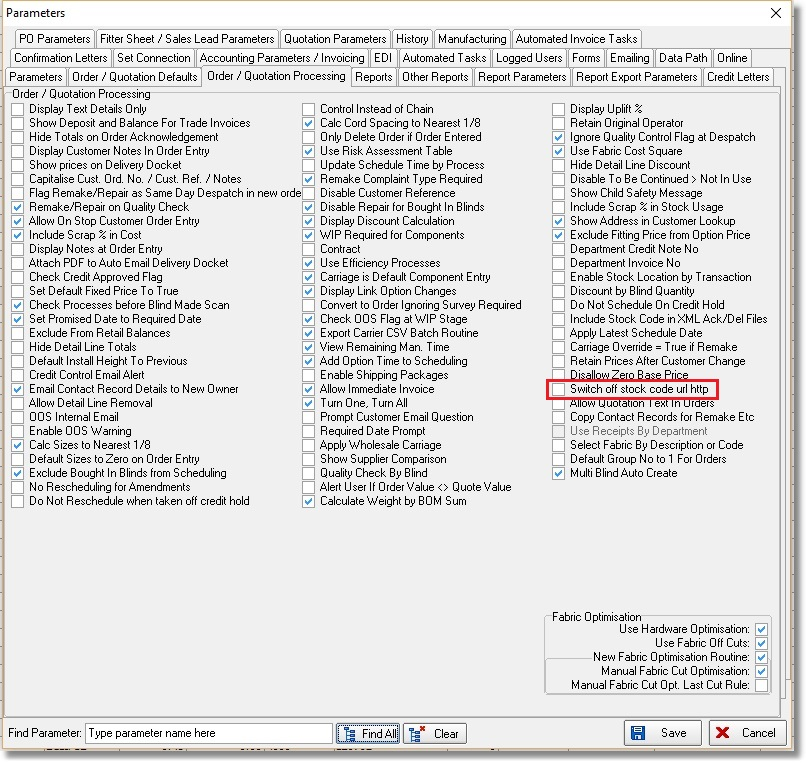 Parameters
PO Parameters
Fitter Sheet / Sales Lead Parameters
Quotation Parameters
History
Manufacturing
Automated Invoice Tasks
Confirmation Letters
Set Connection
Accounting Parameters / Invoicing
EDI
Automated Tasks
Logged Users
Forms
Emailing
Data Path
Online
Parameters
Order / Quotation Defaults
Order / Quotation Processing
Reports
Other Reports
Report Parameters
Report Export Parameters
Credit Letters
Order / Quotation Processing
Display Text Details Only
Show Deposit and Balance For Trade Invoices
Hide Totals on Order Acknowledgement
Display Customer Notes In Order Entry
Show prices on Delivery Docket
Capitalise Cust. Ord. No. / Cust. Ref. / Notes
Flag Remake/Repair as Same Day Despatch in new orde
Remake/Repair on Quality Check
Allow On Stop Customer Order Entry
Include Scrap % in Cost
Display Notes at Order Entry
Attach PDF to Auto Email Delivery Docket
Check Credit Approved Flag
Set Default Fixed Price To True
Check Processes before Blind Made Scan
Set Promised Date to Required Date
Exclude From Retail Balances
Hide Detail Line Totals
Default Install Height To Previous
Credit Control Email Alert
Email Contact Record Details to New Owner
Allow Detail Line Removal
OOS Internal Email
Enable OOS Warning
Calc Sizes to Nearest 1/8
Default Sizes to Zero on Order Entry
Exclude Bought In Blinds from Scheduling
No Rescheduling for Amendments
Do Not Reschedule when taken off credit hold
Control Instead of Chain
Calc Cord Spacing to Nearest 1/8
Only Delete Order if Order Entered
Use Risk Assessment Table
Update Schedule Time by Process
Remake Complaint Type Required
Disable Customer Reference
Disable Repair for Bought In Blinds
Display Discount Calculation
WIP Required for Components
Contract
Use Efficiency Processes
Carriage is Default Component Entry
Display Link Option Changes
Convert to Order Ignoring Survey Required
Check OOS Flag at WIP Stage
Export Carrier CSV Batch Routine
View Remaining Man. Time
Add Option Time to Scheduling
Enable Shipping Packages
Allow Immediate Invoice
Turn One, Turn All
Prompt Customer Email Question
Required Date Prompt
Apply Wholesale Carriage
Show Supplier Comparison
Quality Check By Blind
Alert User If Order Value <> Quote Value
Calculate Weight by BOM Sum
Display Uplift %
Retain Original Operator
Ignore Quality Control Flag at Despatch
Use Fabric Cost Square
Hide Detail Line Discount
Disable To Be Continued > Not In Use
Show Child Safety Message
Include Scrap % in Stock Usage
Show Address in Customer Lookup
Exclude Fitting Price from Option Price
Department Credit Note No
Department Invoice No
Enable Stock Location by Transaction
Discount by Blind Quantity
Do Not Schedule On Credit Hold
Include Stock Code in XML Ack/Del Files
Apply Latest Schedule Date
Carriage Override = True if Remake
Retain Prices After Customer Change
Disallow Zero Base Price
Switch off stock code url http
Allow Quotation Text In Orders
Copy Contact Records for Remake Etc
Use Receipts By Department
Select Fabric By Description or Code
Default Group No to 1 For Orders
Multi Blind Auto Create
Fabric Optimisation
Use Hardware Optimisation:
Use Fabric Off Cuts:
New Fabric Optimisation Routine:
Manual Fabric Cut Optimisation:
Manual Fabric Cut Opt. Last Cut Rule:
Find Parameter:
Type parameter name here
Find All
Clear
Save
Cancel